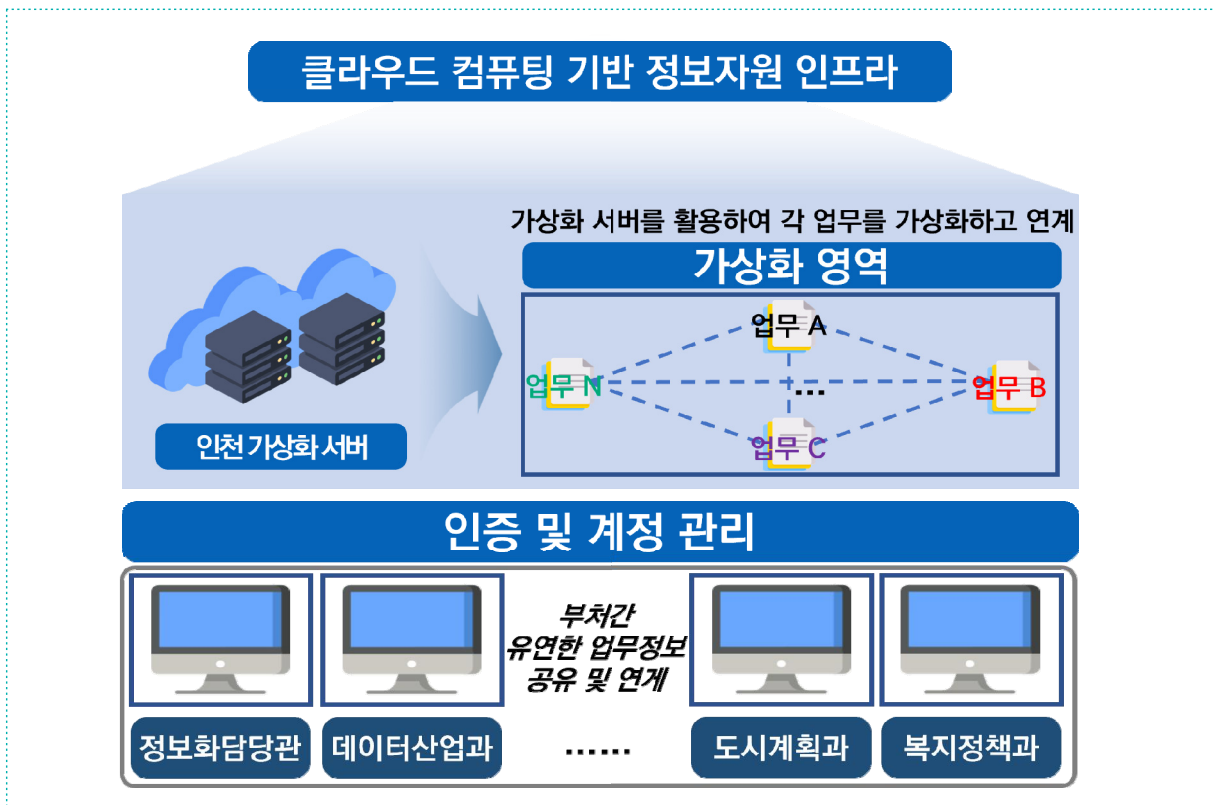 클라우드 컴퓨팅 기반 정보자원 인프라
가상화 서버를 활용하여 각 업무를 가상화하고 연계
가상화 영역
업무 A
업무 N
...
업무 B
업무 C
인천 가상화 서버
인증 및 계정 관리
부처간
유연한 업무정보
공유 및 연계
정보화담당관
데이터산업과
......
도시계획과
복지정책과